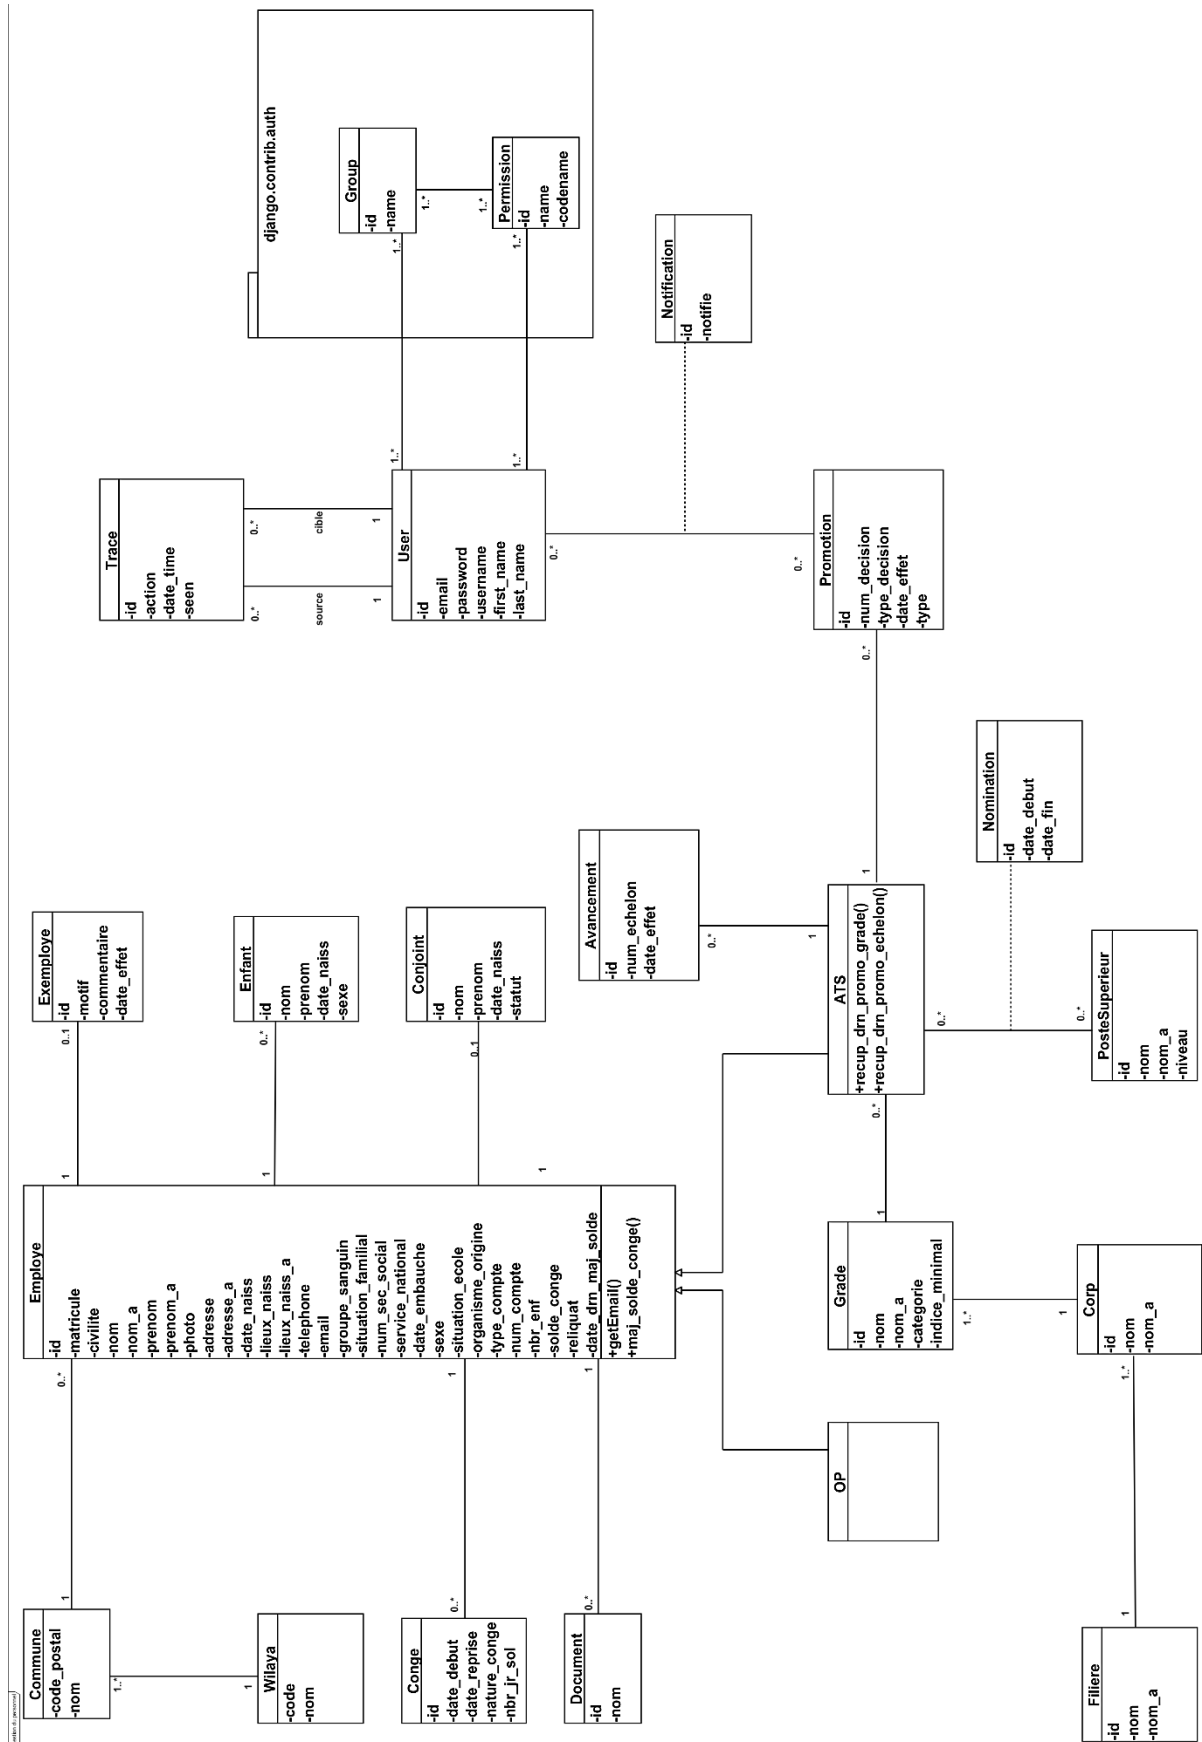 Commune
-code_postal
-nom
1..*
1
Wilaya
-code
-nom
1
0..*
Conge
-id
-date_debut
-date_reprise
-nature_conge
-nbr_jr_sol
0..*
1
Document
-id
-nom
0..*
1
Employe
-id
-matricule
-civilite
-nom
-nom_a
-prenom
-prenom_a
-photo
-adresse
-adresse_a
-date_naiss
-lieux_naiss
-lieux_naiss_a
-telephone
-email
-groupe_sanguin
-situation_familial
-num_sec_social
-service_national
-date_embauche
-sexe
-situation_ecole
-organisme_origine
-type_compte
-num_compte
-nbr_enf
-solde_conge
-reliquat
-date_drn_maj_solde
+getEmail()
+maj_solde_conge()
1
0..1
Exemploye
-id
-motif
-commentaire
-date_effet
1
0..*
Enfant
-id
-nom
-prenom
-date_naiss
-sexe
1
0..1
Conjoint
-id
-nom
-prenom
-date_naiss
-statut
Trace
-id
-action
-date_time
-seen
0..*
source
1
0..*
cible
1
User
-id
-email
-password
-username
-first_name
-last_name
1..*
1..*
1..*
1..*
django.contrib.auth
Group
-id
-name
1..*
1..*
Permission
-id
-name
-codename
0..*
0..*
Notification
-id
-notifie
Promotion
-id
-num_decision
-type_decision
-date_effet
-type
0..*
1
Avancement
-id
-num_echelon
-date_effet
0..*
1
ATS
+recup_drn_promo_grade()
+recup_drn_promo_echelon()
0..*
0..*
Nomination
-id
-date_debut
-date_fin
PosteSuperieur
-id
-nom
-nom_a
-niveau
0..*
1
Grade
-id
-nom
-nom_a
-categorie
-indice_minimal
1..*
1
OP
Corp
-id
-nom
-nom_a
1..*
1
Filiere
-id
-nom
-nom_a